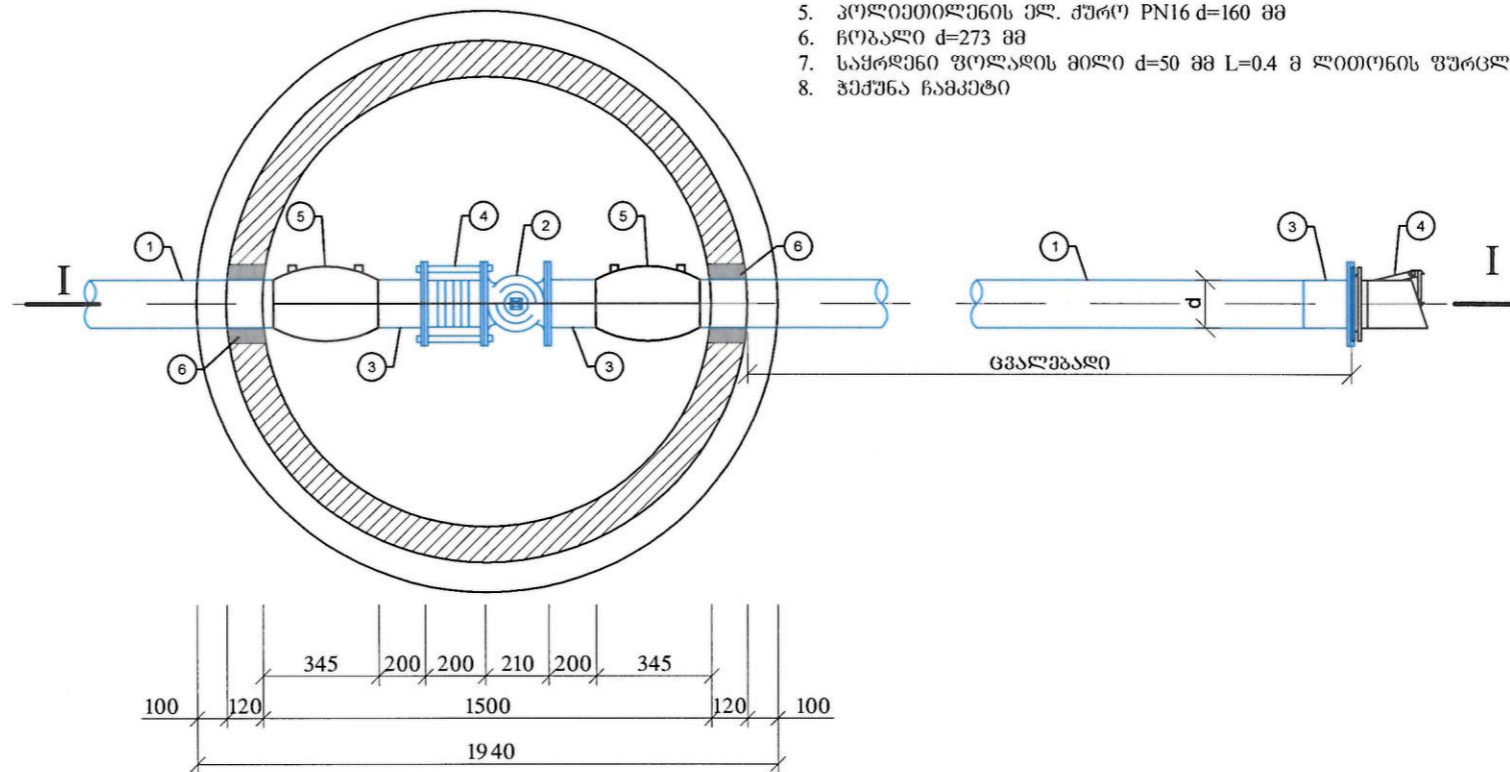 5. პოლიეთილენის ელ. ქურო PN16 d=160 მმ
6. ჩობალი d=273 მმ
7. საყრდენი ფოლადის მილი d=50 მმ L=0.4 მ ლითონის ფურცლ
8. ჭექუნა ჩამკეტი
5 4 2 5
1 6 1 3 4
I I
d
6 3 3
ცვალებადი
345 200 200 210 200 345
100 120 1500 120 100
1940